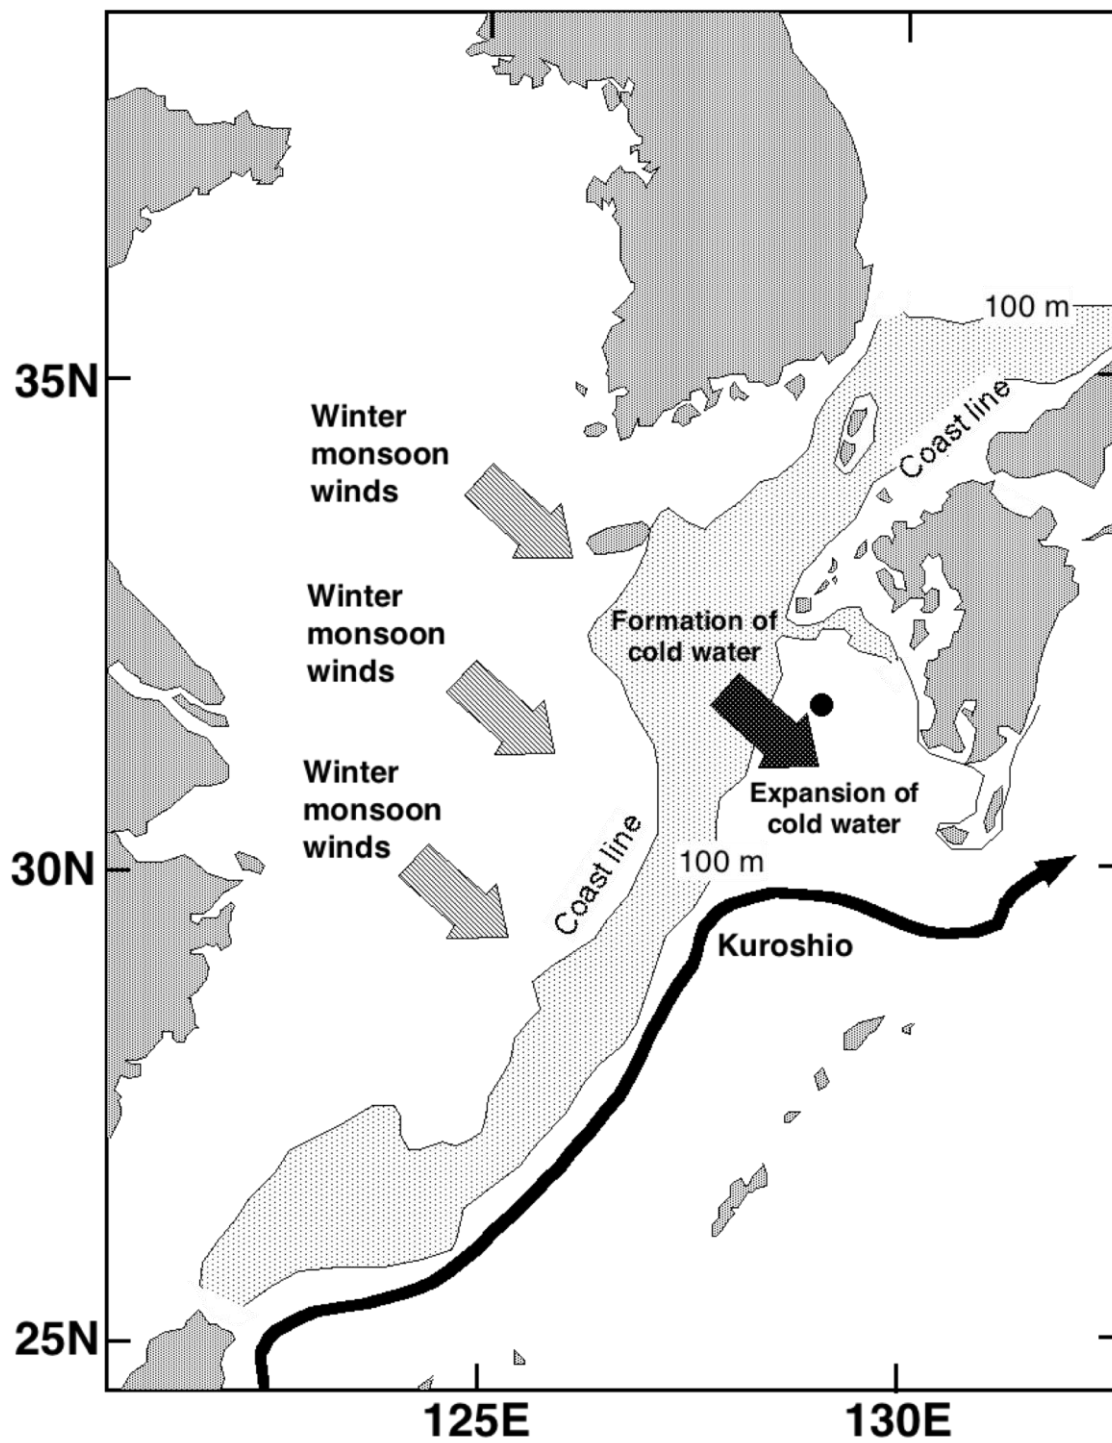 100 m
35N
Coast line
Winter
monsoon
winds
Winter
monsoon
winds
Formation of
cold water
Winter
monsoon
winds
Expansion of
cold water
Coast line
100 m
30N
Kuroshio
25N
125E
130E